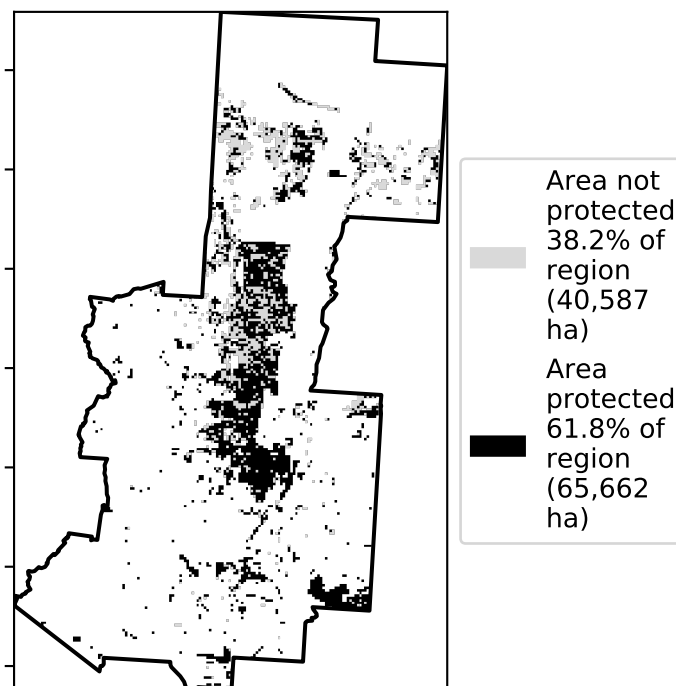 Area not
protected
38.2% of
region
(40,587
ha)
Area
protected
61.8% of
region
(65,662
ha)